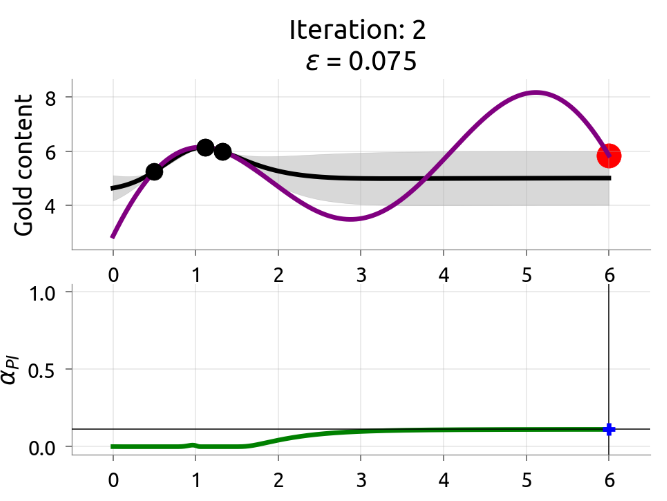 Iteration: 2
ε = 0.075
Gold content
8
6
4
0 1 2 3 4 5 6
α_PI
1.0
0.5
0.0
0 1 2 3 4 5 6